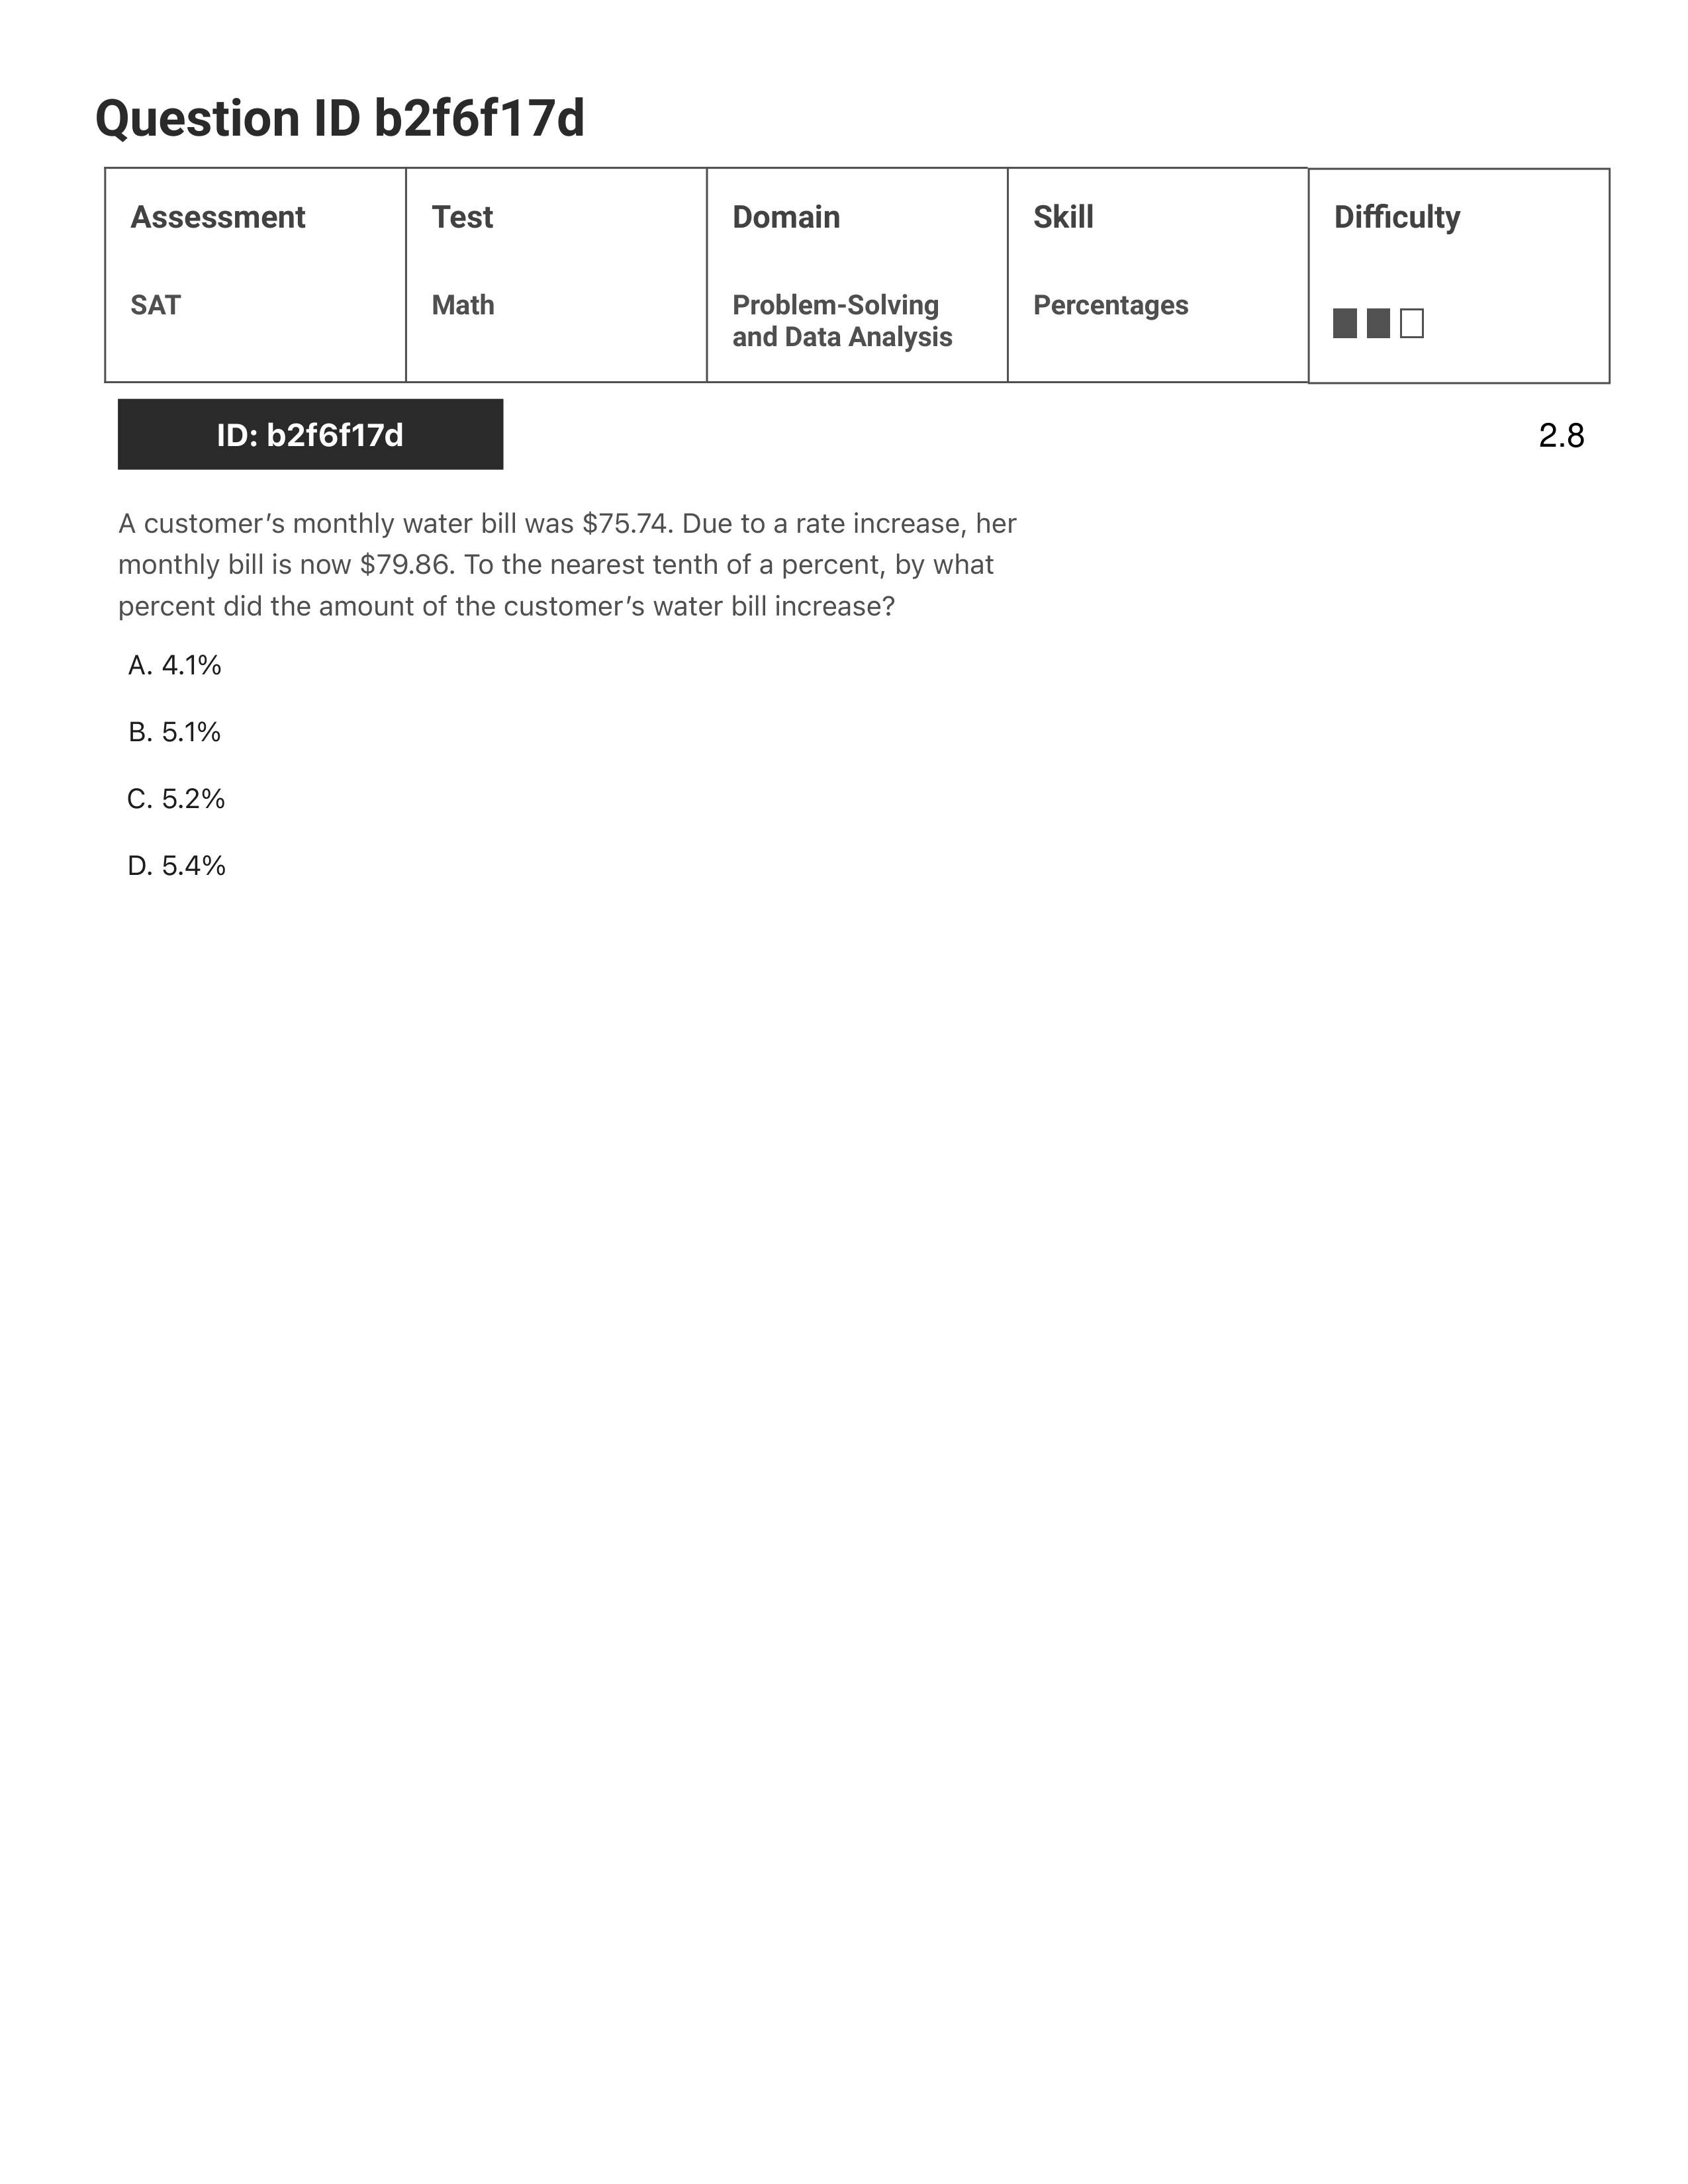 Question ID b2f6f17d
Assessment
Test
Domain
Skill
Difficulty
SAT
Math
Problem-Solving
and Data Analysis
Percentages
ID: b2f6f17d
2.8
A customer’s monthly water bill was $75.74. Due to a rate increase, her
monthly bill is now $79.86. To the nearest tenth of a percent, by what
percent did the amount of the customer’s water bill increase?
A. 4.1%
B. 5.1%
C. 5.2%
D. 5.4%